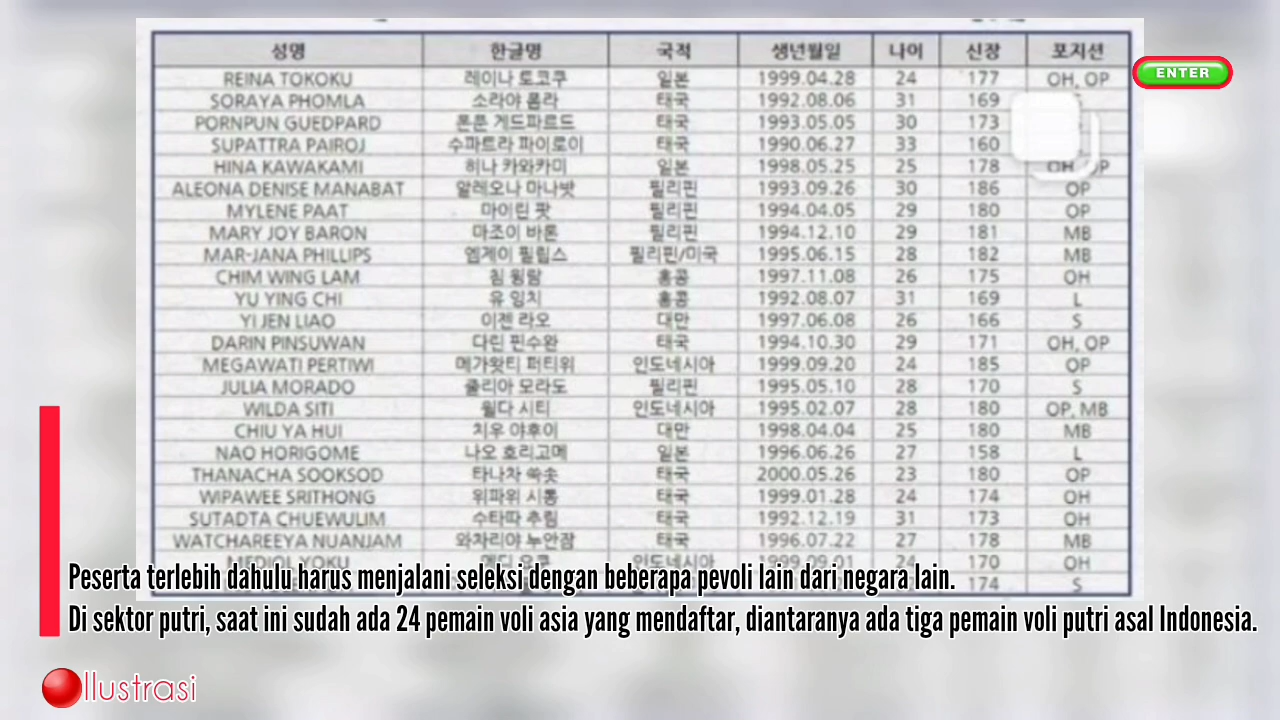 성명 한글명 국적 생년월일 나이 신장 포지션
REINA TOKOKU 레이나 토코쿠 일본 1999.04.28 24 177 OH, OP
ENTER
SORAYA PHOMLA 소라야 폼라 태국 1992.08.06 31 169
PORNPUN GUEDPARD 폰푼 게드파르드 태국 1993.05.05 30 173
SUPATTRA PAIROJ 수파트라 파이로이 태국 1990.06.27 33 160
HINA KAWAKAMI 히나 카와카미 일본 1998.05.25 25 178 OH, OP
ALEONA DENISE MANABAT 알레오나 마나밧 필리핀 1993.09.26 30 186 OP
MYLENE PAAT 마이린 팟 필리핀 1994.04.05 29 180 OP
MARY JOY BARON 마조이 바론 필리핀 1994.12.10 29 181 MB
MAR-JANA PHILLIPS 엠제이 필립스 필리핀/미국 1995.06.15 28 182 MB
CHIM WING LAM 침 윙람 홍콩 1997.11.08 26 175 OH
YU YING CHI 유 잉치 홍콩 1992.08.07 31 169 L
YI JEN LIAO 이젠 랴오 대만 1997.06.08 26 166 S
DARIN PINSUWAN 다린 핀수완 태국 1994.10.30 29 171 OH, OP
MEGAWATI PERTIWI 메가왓티 퍼티위 인도네시아 1999.09.20 24 185 OP
JULIA MORADO 줄리아 모라도 필리핀 1995.05.10 28 170 S
WILDA SITI 윌다 시티 인도네시아 1995.02.07 28 180 OP, MB
CHIU YA HUI 치우 야후이 대만 1998.04.04 25 180 MB
NAO HORIGOME 나오 호리고메 일본 1996.06.26 27 158 L
THANACHA SOOKSOD 타나차 쑥솟 태국 2000.05.26 23 180 OP
WIPAWEE SRITHONG 위파위 시통 태국 1999.01.28 24 174 OH
SUTADTA CHUEWULIM 수타따 추림 태국 1992.12.19 31 173 OH
WATCHAREEYA NUANJAM 와차리야 누안잠 태국 1996.07.22 27 178 MB
MEDIOL YOKU 메디 요쿠 인도네시아 1999.09.01 24 170 OH
174 S
Peserta terlebih dahulu harus menjalani seleksi dengan beberapa pevoli lain dari negara lain.
Di sektor putri, saat ini sudah ada 24 pemain voli asia yang mendaftar, diantaranya ada tiga pemain voli putri asal Indonesia.
Illustrasi